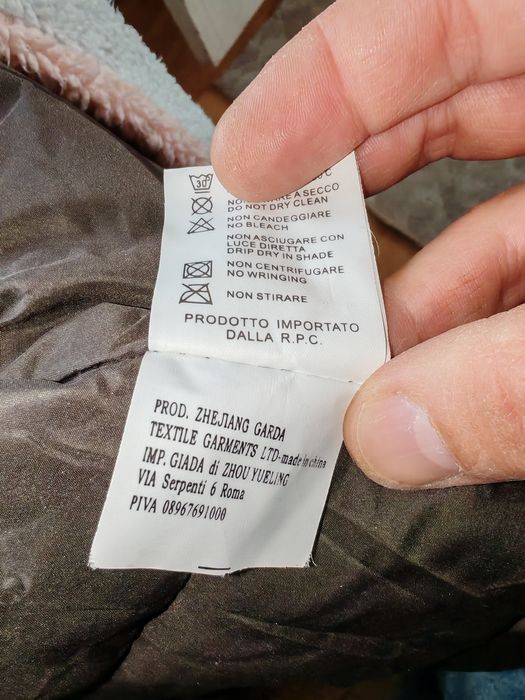 30°
°C
A SECCO
DO NOT DRY CLEAN
NON CANDEGGIARE
NO BLEACH
NON ASCIUGARE CON
LUCE DIRETTA
DRIP DRY IN SHADE
NON CENTRIFUGARE
NO WRINGING
NON STIRARE
PRODOTTO IMPORTATO
DALLA R.P.C.
PROD. ZHEJIANG GARDA
TEXTILE GARMENTS LTD-made in china
IMP. GIADA di ZHOU YUELING
VIA Serpenti 6 Roma
PIVA 08967691000